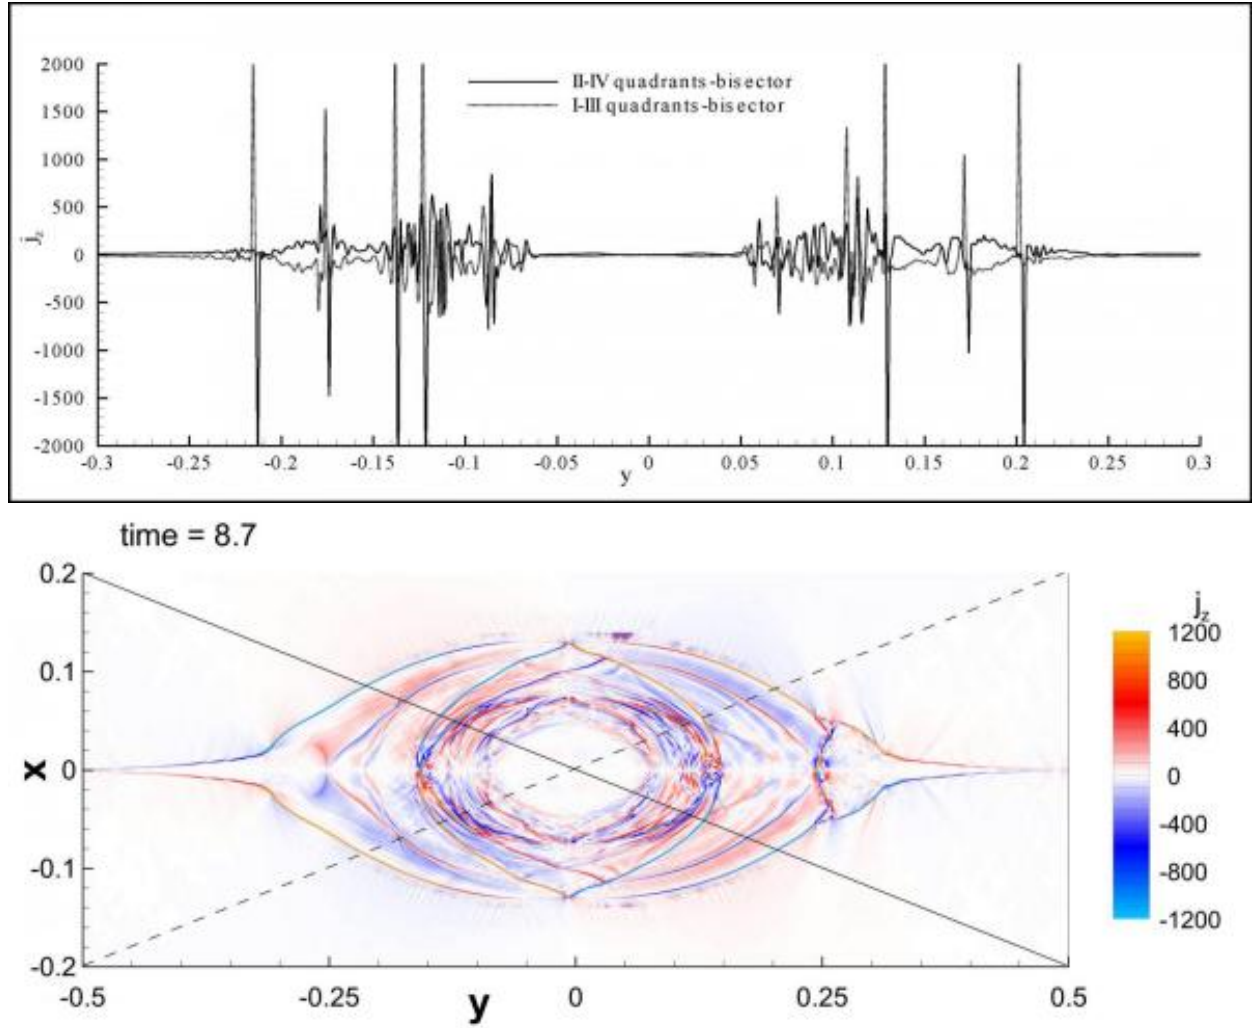 2000
1500
1000
500
0
-500
-1000
-1500
-2000
j_z
II-IV quadrants-bisector
I-III quadrants-bisector
-0.3 -0.25 -0.2 -0.15 -0.1 -0.05 0 0.05 0.1 0.15 0.2 0.25 0.3
y
time = 8.7
0.2
0.1
0
-0.1
-0.2
x
-0.5 -0.25 0 0.25 0.5
y
j_z
1200
800
400
0
-400
-800
-1200